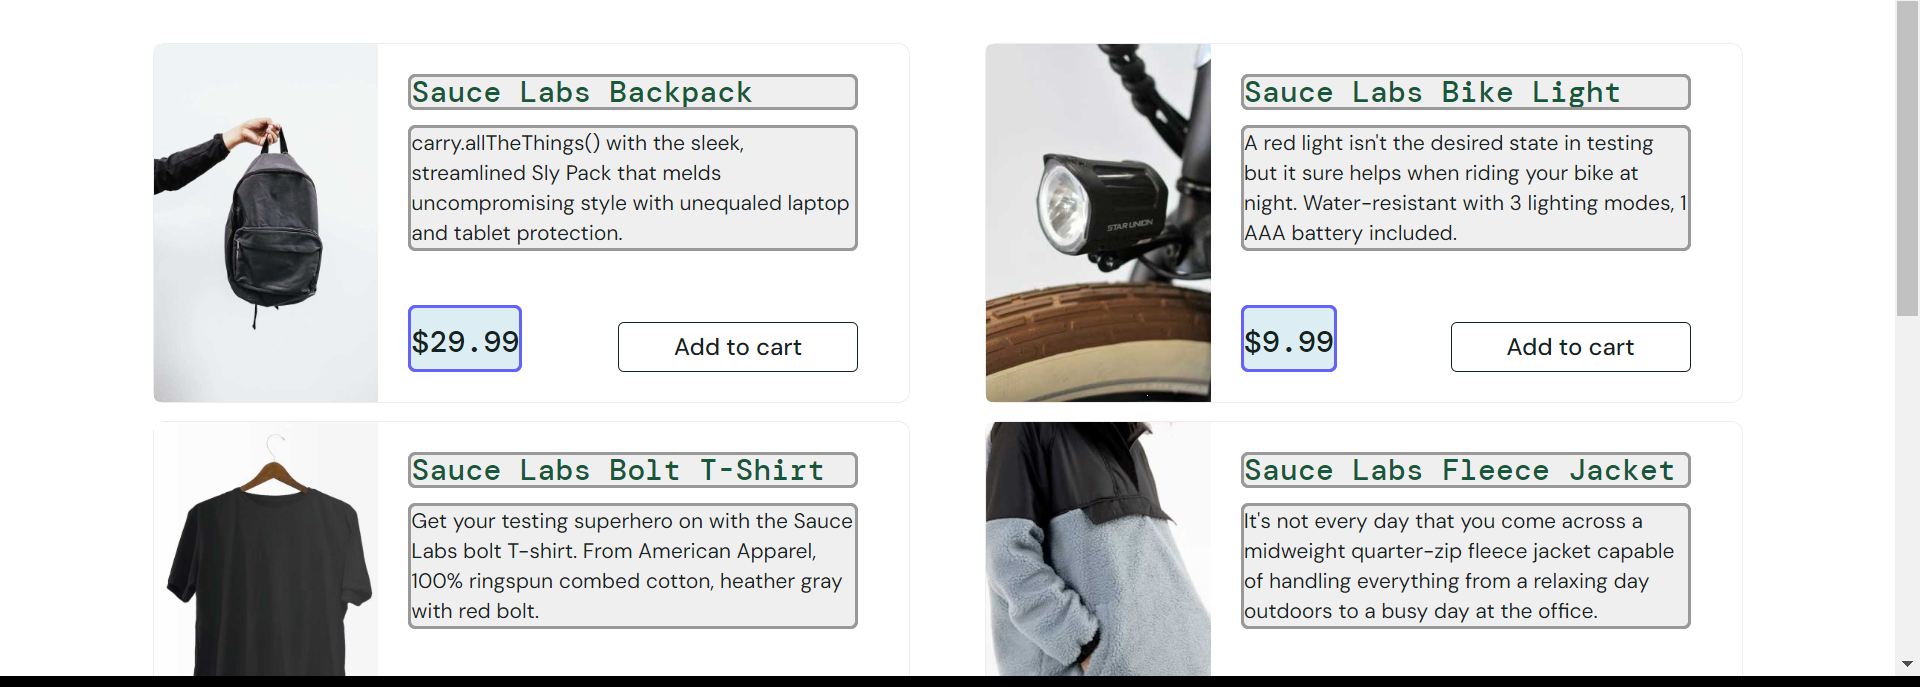 Sauce Labs Backpack
carry.allTheThings() with the sleek,
streamlined Sly Pack that melds
uncompromising style with unequaled laptop
and tablet protection.
$29.99
Add to cart
Sauce Labs Bike Light
A red light isn't the desired state in testing
but it sure helps when riding your bike at
night. Water-resistant with 3 lighting modes, 1
AAA battery included.
$9.99
Add to cart
STAR UNION
Sauce Labs Bolt T-Shirt
Get your testing superhero on with the Sauce
Labs bolt T-shirt. From American Apparel,
100% ringspun combed cotton, heather gray
with red bolt.
Sauce Labs Fleece Jacket
It's not every day that you come across a
midweight quarter-zip fleece jacket capable
of handling everything from a relaxing day
outdoors to a busy day at the office.